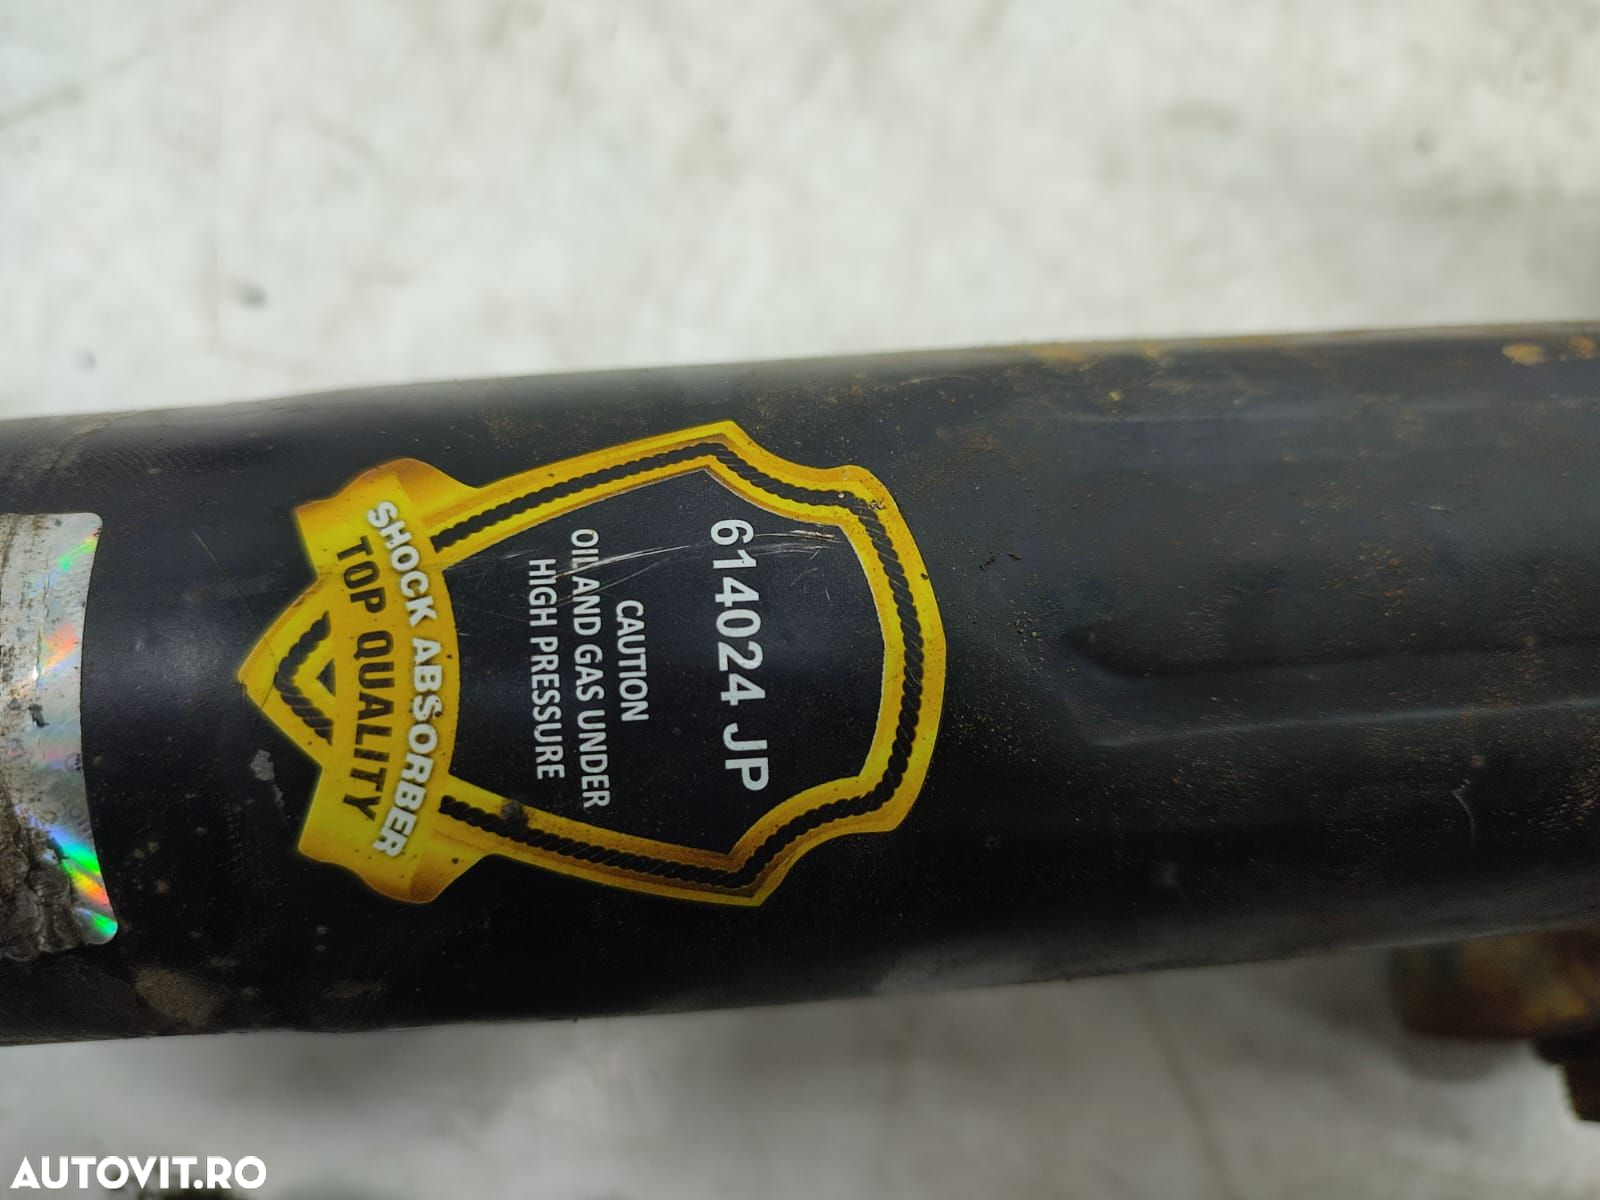 614024 JP
CAUTION
OIL AND GAS UNDER
HIGH PRESSURE
SHOCK ABSORBER
TOP QUALITY
AUTOVIT.RO